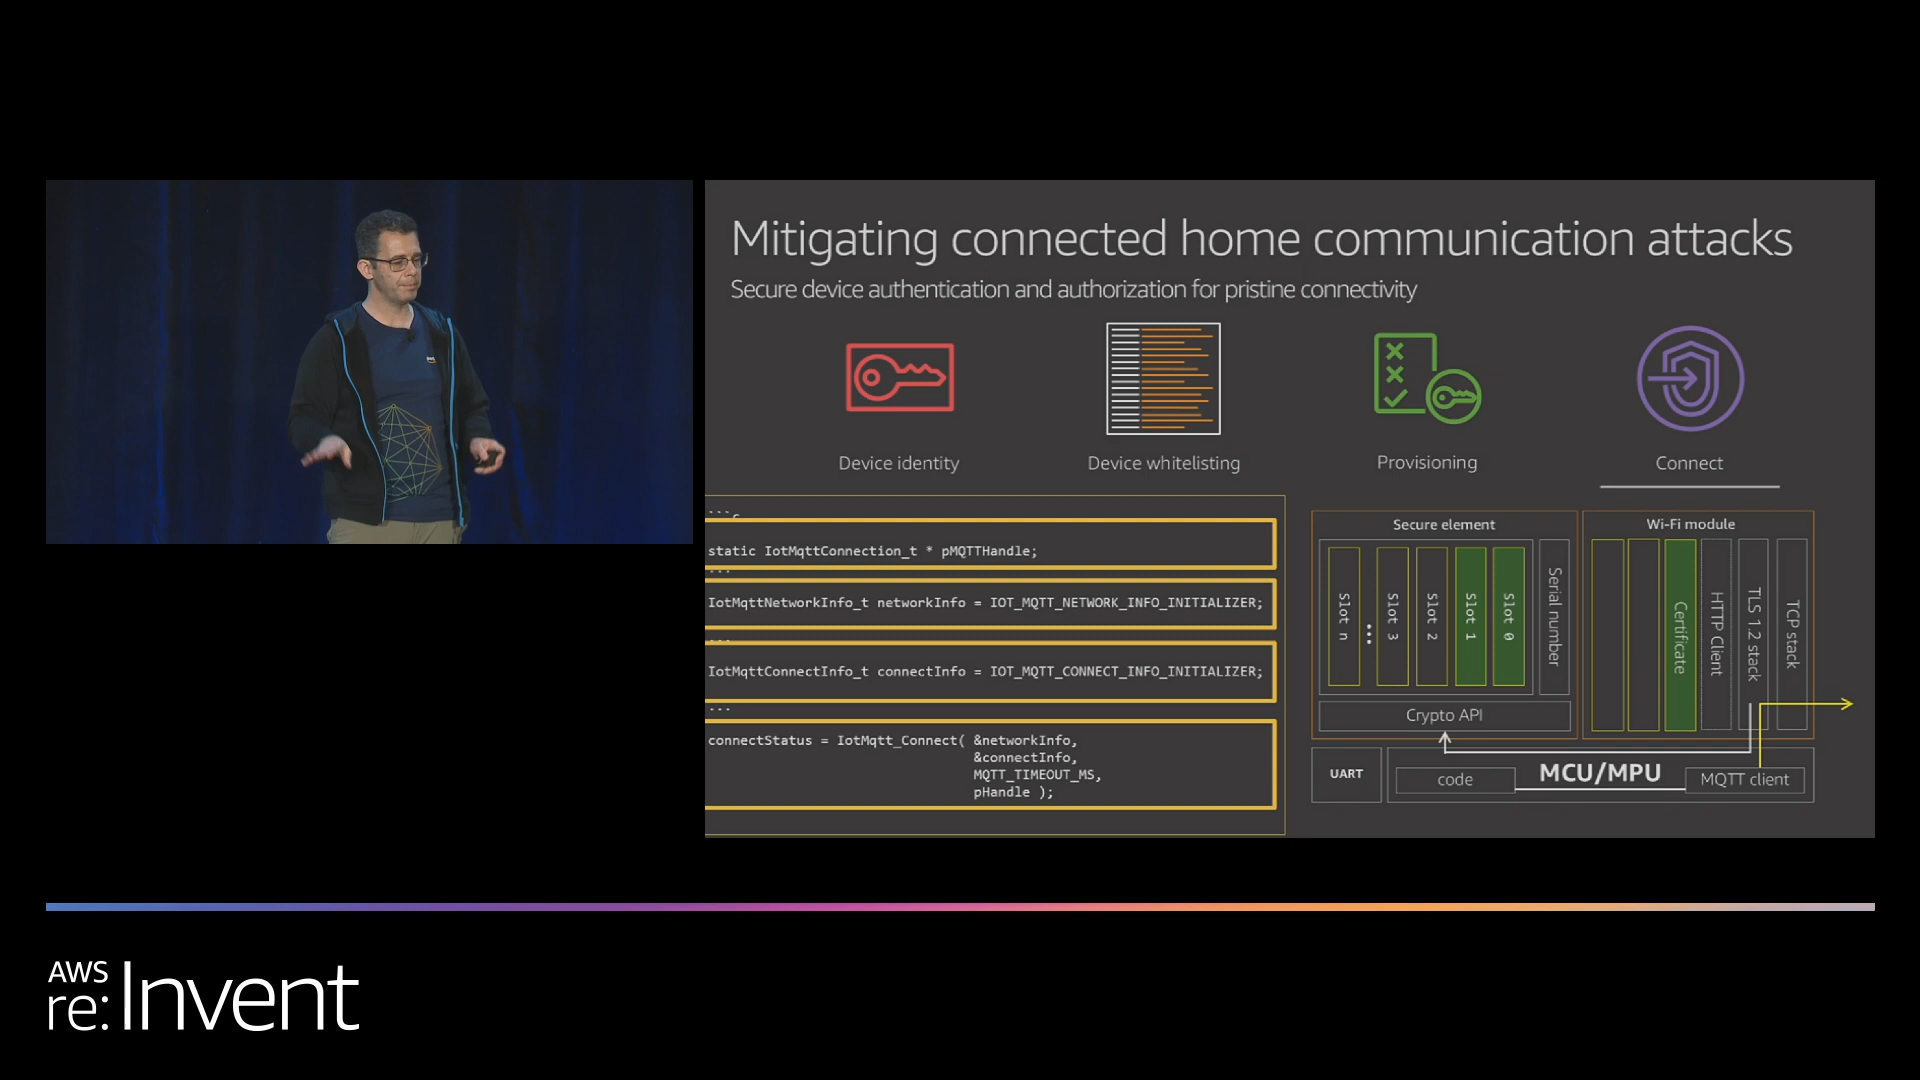 Mitigating connected home communication attacks
Secure device authentication and authorization for pristine connectivity
Device identity
Device whitelisting
Provisioning
Connect
```c
static IotMqttConnection_t * pMQTTHandle;
...
IotMqttNetworkInfo_t networkInfo = IOT_MQTT_NETWORK_INFO_INITIALIZER;
...
IotMqttConnectInfo_t connectInfo = IOT_MQTT_CONNECT_INFO_INITIALIZER;
...
connectStatus = IotMqtt_Connect( &networkInfo,
&connectInfo,
MQTT_TIMEOUT_MS,
pHandle );
Secure element
Slot n
...
Slot 3
Slot 2
Slot 1
Slot 0
Serial number
Crypto API
Wi-Fi module
Certificate
HTTP Client
TLS 1.2 stack
TCP stack
UART
code
MCU/MPU
MQTT client
aws
AWS
re:Invent